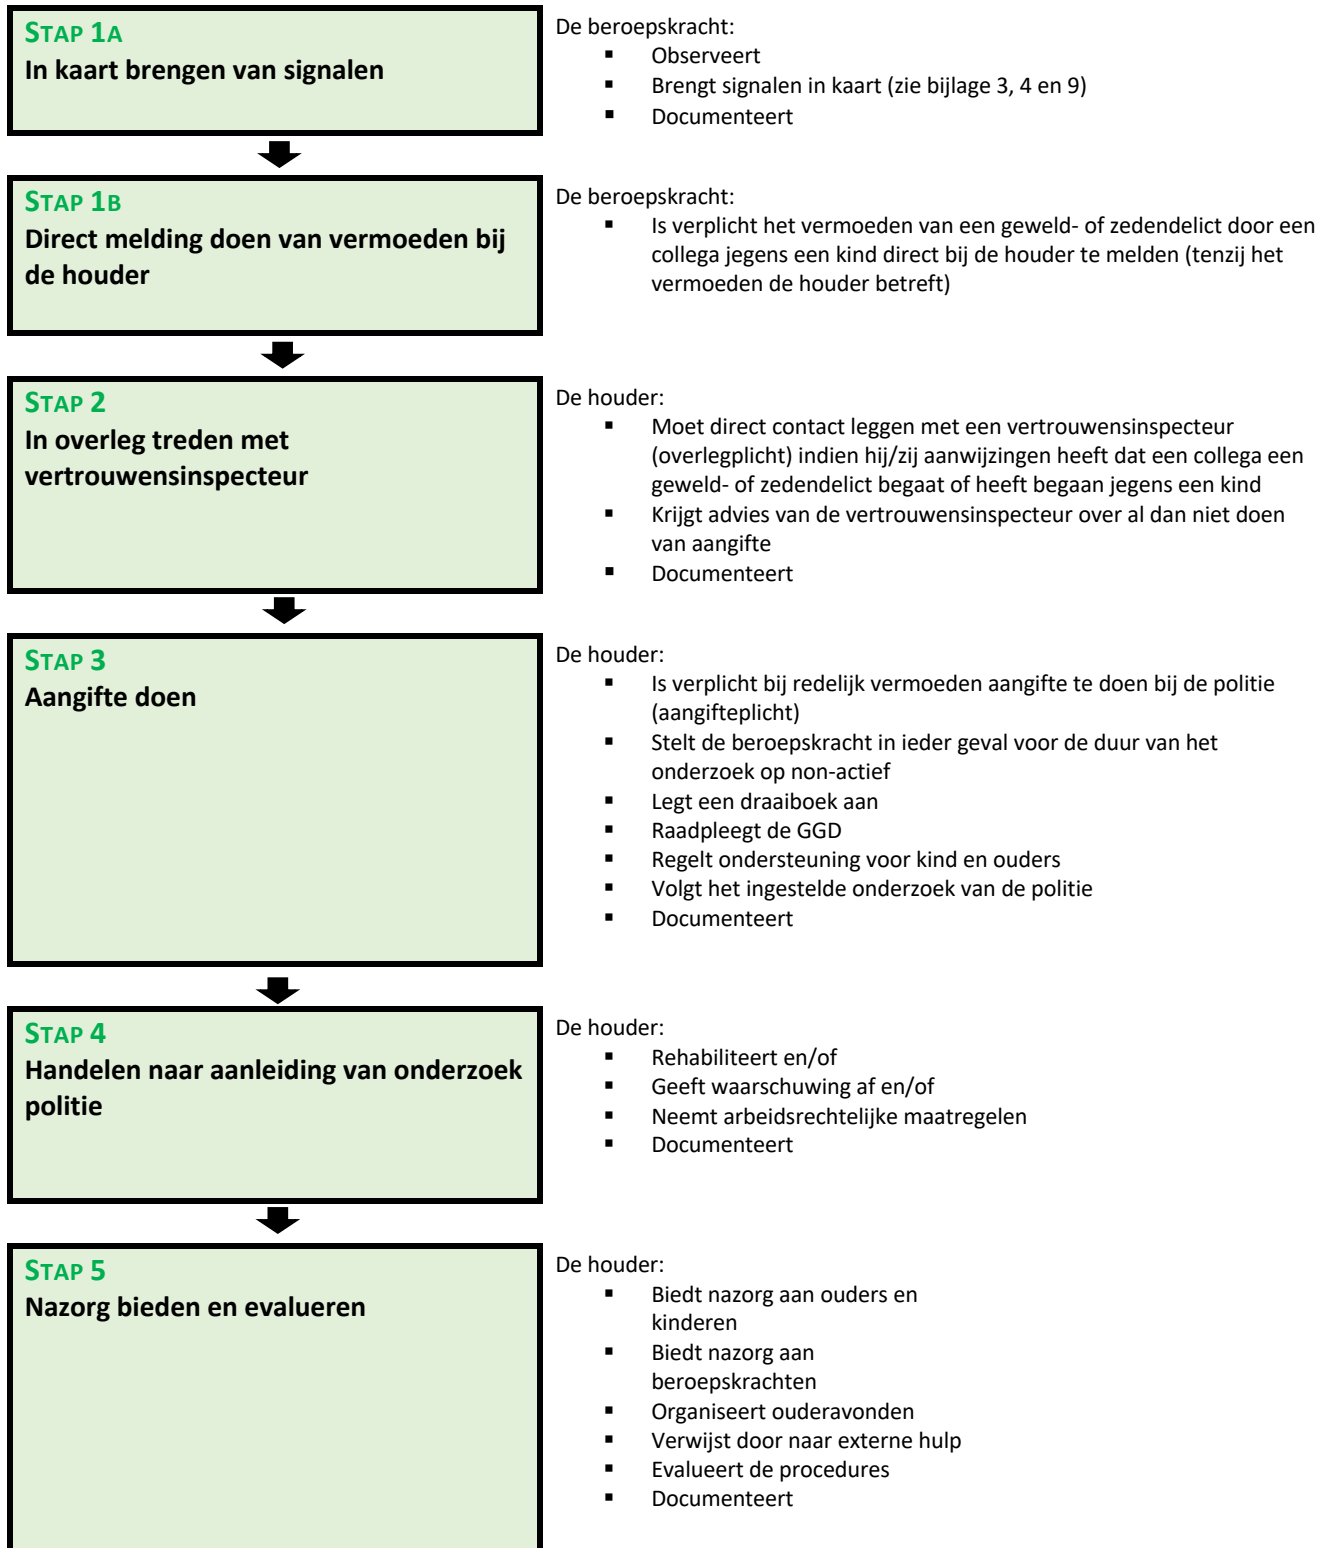 STAP 1A
In kaart brengen van signalen
De beroepskracht:
▪ Observeert
▪ Brengt signalen in kaart (zie bijlage 3, 4 en 9)
▪ Documenteert
STAP 1B
Direct melding doen van vermoeden bij
de houder
De beroepskracht:
▪ Is verplicht het vermoeden van een geweld- of zedendelict door een
collega jegens een kind direct bij de houder te melden (tenzij het
vermoeden de houder betreft)
STAP 2
In overleg treden met
vertrouwensinspecteur
De houder:
▪ Moet direct contact leggen met een vertrouwensinspecteur
(overlegplicht) indien hij/zij aanwijzingen heeft dat een collega een
geweld- of zedendelict begaat of heeft begaan jegens een kind
▪ Krijgt advies van de vertrouwensinspecteur over al dan niet doen
van aangifte
▪ Documenteert
STAP 3
Aangifte doen
De houder:
▪ Is verplicht bij redelijk vermoeden aangifte te doen bij de politie
(aangifteplicht)
▪ Stelt de beroepskracht in ieder geval voor de duur van het
onderzoek op non-actief
▪ Legt een draaiboek aan
▪ Raadpleegt de GGD
▪ Regelt ondersteuning voor kind en ouders
▪ Volgt het ingestelde onderzoek van de politie
▪ Documenteert
STAP 4
Handelen naar aanleiding van onderzoek
politie
De houder:
▪ Rehabiliteert en/of
▪ Geeft waarschuwing af en/of
▪ Neemt arbeidsrechtelijke maatregelen
▪ Documenteert
STAP 5
Nazorg bieden en evalueren
De houder:
▪ Biedt nazorg aan ouders en
kinderen
▪ Biedt nazorg aan
beroepskrachten
▪ Organiseert ouderavonden
▪ Verwijst door naar externe hulp
▪ Evalueert de procedures
▪ Documenteert